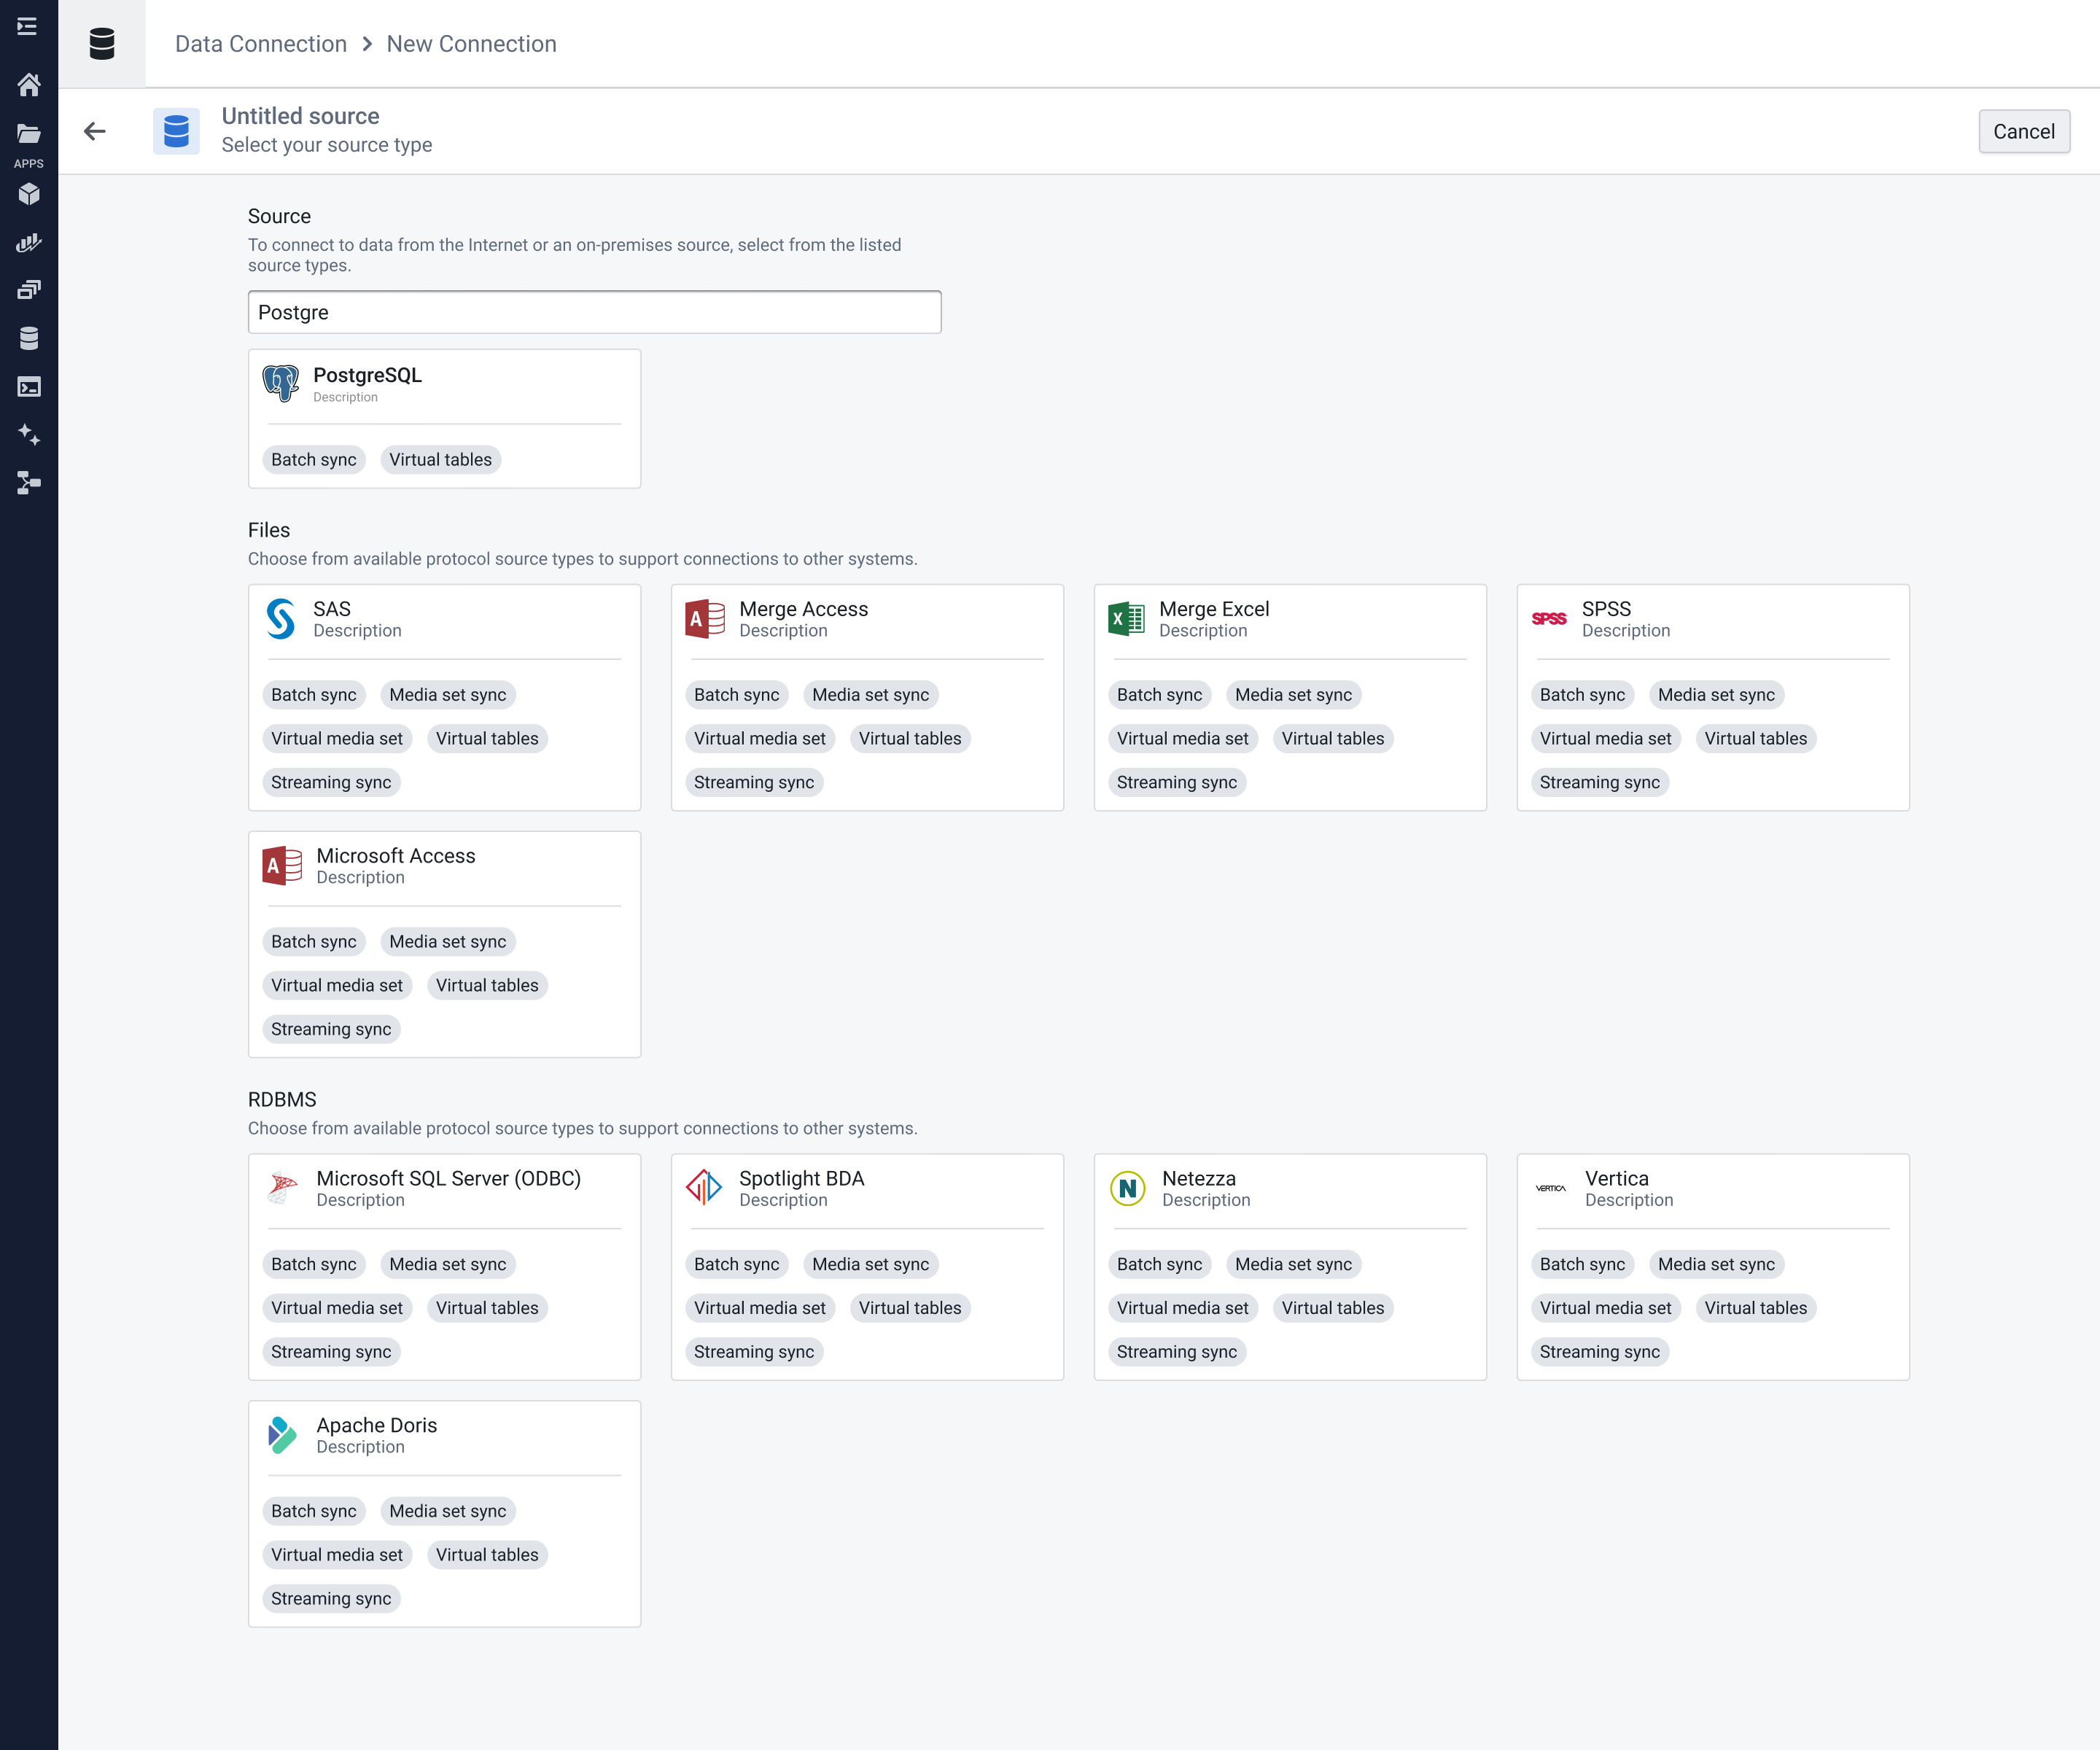 Data Connection > New Connection
APPS
Untitled source
Select your source type
Cancel
Source
To connect to data from the Internet or an on-premises source, select from the listed
source types.
Postgre
PostgreSQL
Description
Batch sync Virtual tables
Files
Choose from available protocol source types to support connections to other systems.
SAS
Description
Batch sync Media set sync
Virtual media set Virtual tables
Streaming sync
A
Merge Access
Description
Batch sync Media set sync
Virtual media set Virtual tables
Streaming sync
X
Merge Excel
Description
Batch sync Media set sync
Virtual media set Virtual tables
Streaming sync
SPSS
SPSS
Description
Batch sync Media set sync
Virtual media set Virtual tables
Streaming sync
A
Microsoft Access
Description
Batch sync Media set sync
Virtual media set Virtual tables
Streaming sync
RDBMS
Choose from available protocol source types to support connections to other systems.
Microsoft SQL Server (ODBC)
Description
Batch sync Media set sync
Virtual media set Virtual tables
Streaming sync
Spotlight BDA
Description
Batch sync Media set sync
Virtual media set Virtual tables
Streaming sync
N
Netezza
Description
Batch sync Media set sync
Virtual media set Virtual tables
Streaming sync
VERTICA
Vertica
Description
Batch sync Media set sync
Virtual media set Virtual tables
Streaming sync
Apache Doris
Description
Batch sync Media set sync
Virtual media set Virtual tables
Streaming sync